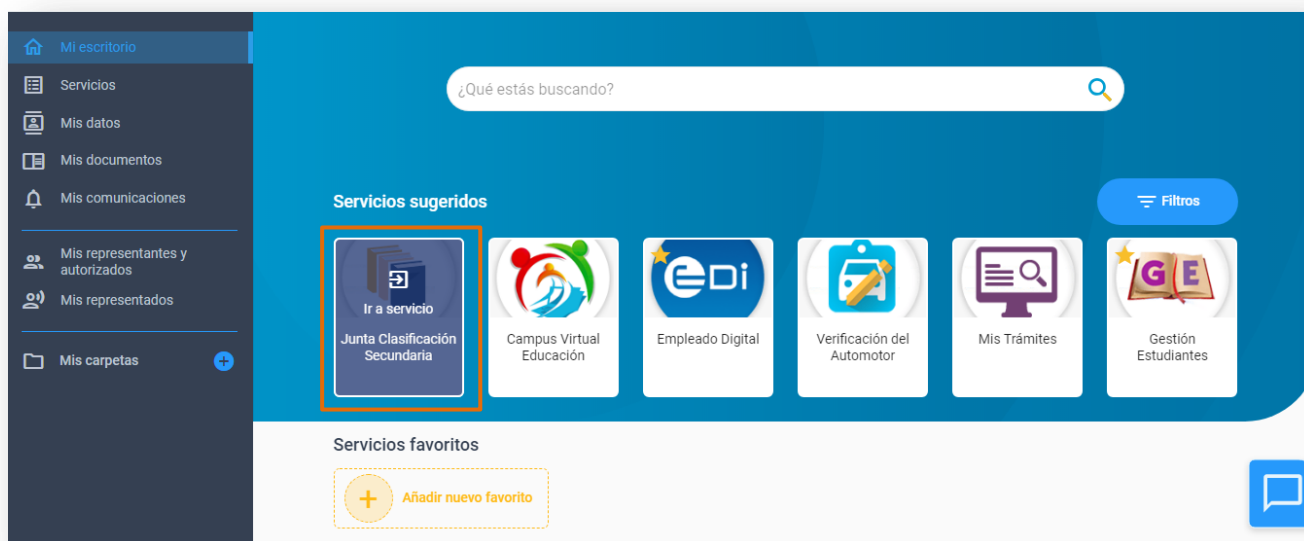 Mi escritorio
Servicios
Mis datos
Mis documentos
Mis comunicaciones
Mis representantes y
autorizados
Mis representados
Mis carpetas
¿Qué estás buscando?
Servicios sugeridos
Filtros
Ir a servicio
Junta Clasificación
Secundaria
Campus Virtual
Educación
eDi
Empleado Digital
Verificación del
Automotor
Mis Trámites
G E
Gestión
Estudiantes
Servicios favoritos
Añadir nuevo favorito